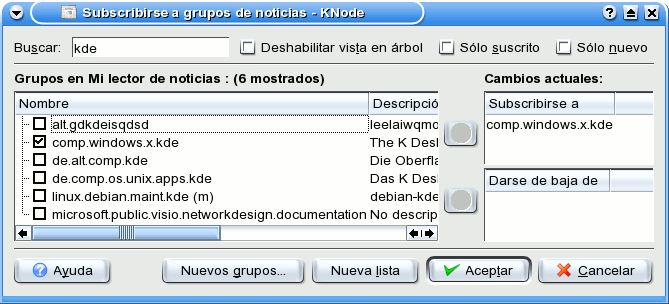 Subscribirse a grupos de noticias - KNode
Buscar: kde Deshabilitar vista en árbol Sólo suscrito Sólo nuevo
Grupos en Mi lector de noticias : (6 mostrados) Cambios actuales:
Nombre Descripció Subscribirse a
alt.gdkdeisqdsd leelaiwqmc
comp.windows.x.kde The K Des comp.windows.x.kde
de.alt.comp.kde Die Oberfla
de.comp.os.unix.apps.kde Das K Des Darse de baja de
linux.debian.maint.kde (m) debian-kde
microsoft.public.visio.networkdesign.documentation No descrip
Ayuda Nuevos grupos... Nueva lista Aceptar Cancelar